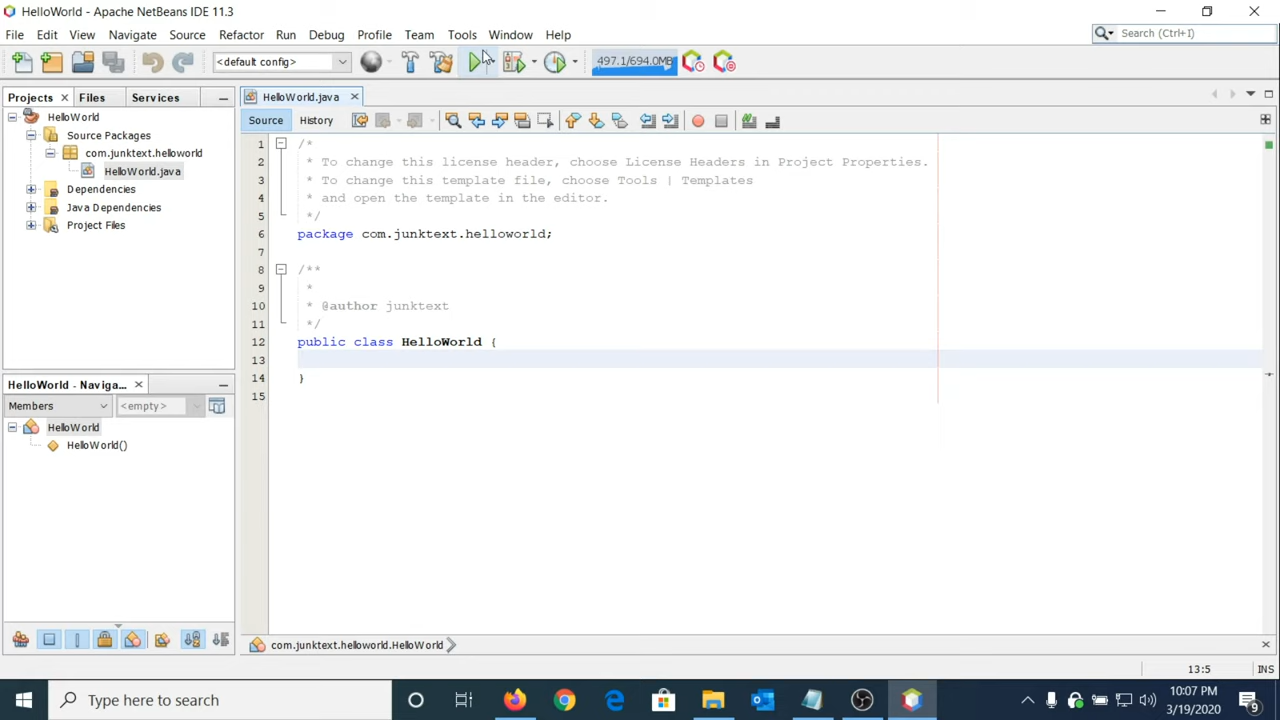 HelloWorld - Apache NetBeans IDE 11.3
File Edit View Navigate Source Refactor Run Debug Profile Team Tools Window Help
Search (Ctrl+I)
<default config>
497.1/694.0MB
Projects Files Services
HelloWorld.java
HelloWorld
Source Packages
com.junktext.helloworld
HelloWorld.java
Dependencies
Java Dependencies
Project Files
Source History
1 /*
2 * To change this license header, choose License Headers in Project Properties.
3 * To change this template file, choose Tools | Templates
4 * and open the template in the editor.
5 */
6 package com.junktext.helloworld;
7
8 /**
9 *
10 * @author junktext
11 */
12 public class HelloWorld {
13
14 }
15
HelloWorld - Naviga...
Members <empty>
HelloWorld
HelloWorld()
com.junktext.helloworld.HelloWorld
13:5 INS
Type here to search
10:07 PM
3/19/2020
9